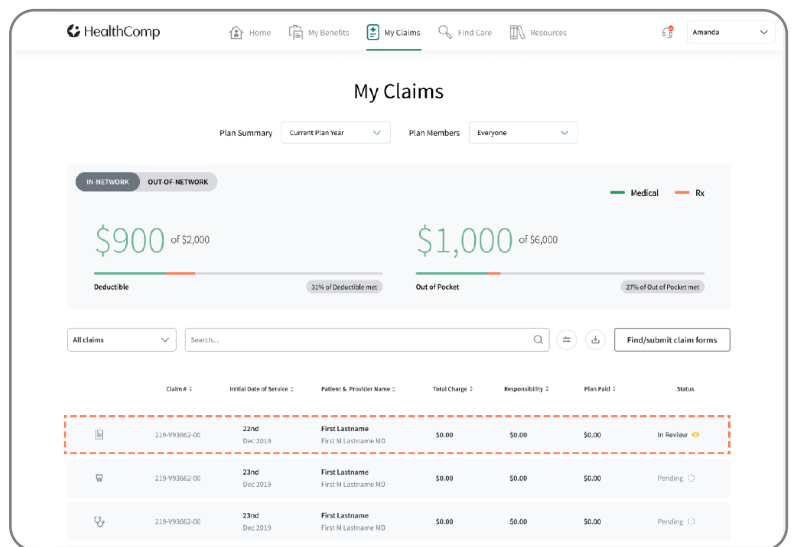 HealthComp
Home
My Benefits
My Claims
Find Care
Resources
Amanda
My Claims
Plan Summary
Current Plan Year
Plan Members
Everyone
IN-NETWORK
OUT-OF-NETWORK
Medical
Rx
$900 of $2,000
Deductible
31% of Deductible met
$1,000 of $6,000
Out of Pocket
27% of Out of Pocket met
All claims
Search...
Find/submit claim forms
Claim #
Initial Date of Service
Patient & Provider Name
Total Charge
Responsibility
Plan Paid
Status
219-V93662-00
22nd
Dec 2019
First Lastname
First M Lastname MD
$0.00
$0.00
$0.00
In Review
219-V93662-00
23nd
Dec 2019
First Lastname
First M Lastname MD
$0.00
$0.00
$0.00
Pending
219-V93662-00
23nd
Dec 2019
First Lastname
First M Lastname MD
$0.00
$0.00
$0.00
Pending